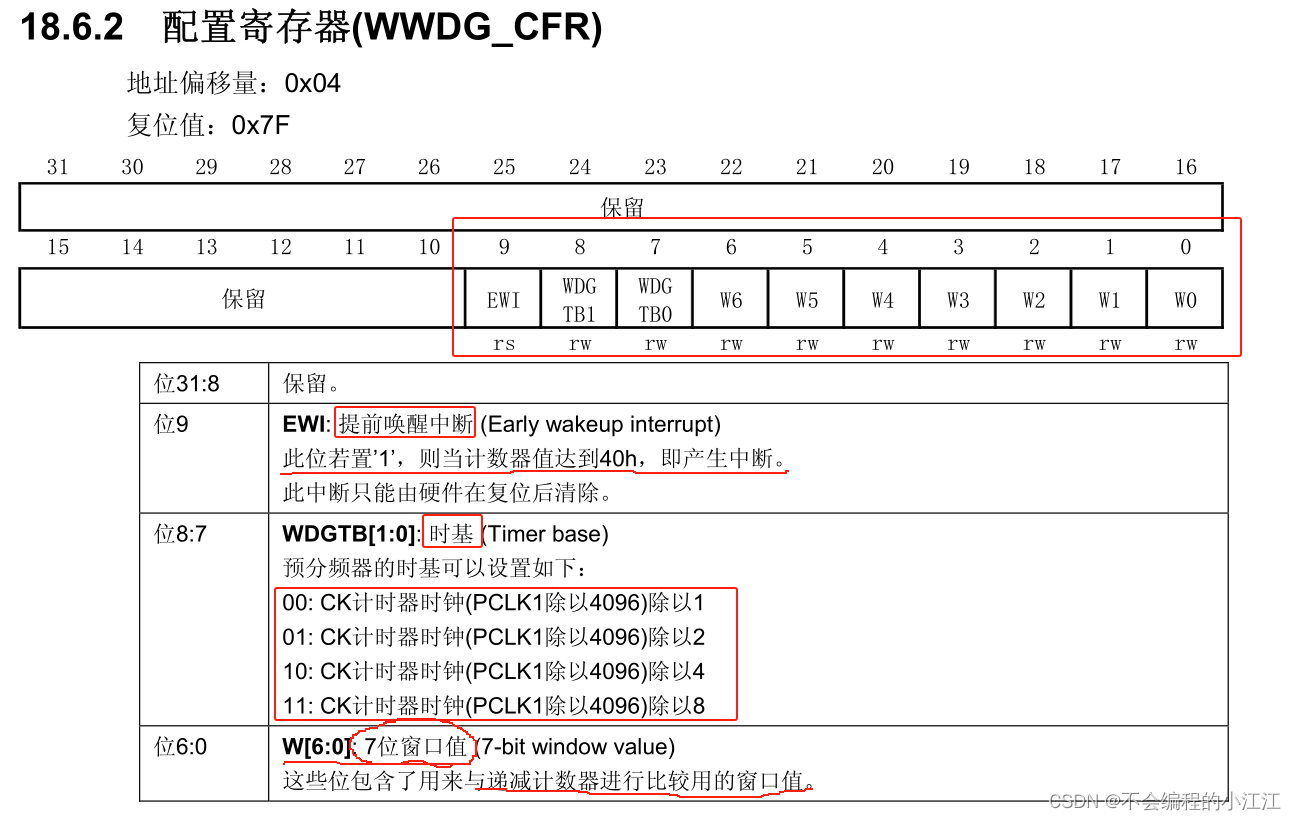 18.6.2 配置寄存器(WWDG_CFR)
地址偏移量：0x04
复位值：0x7F
31 30 29 28 27 26 25 24 23 22 21 20 19 18 17 16
保留
15 14 13 12 11 10 9 8 7 6 5 4 3 2 1 0
保留 EWI WDG TB1 WDG TB0 W6 W5 W4 W3 W2 W1 W0
rs rw rw rw rw rw rw rw rw rw
位31:8 保留。
位9 EWI: 提前唤醒中断 (Early wakeup interrupt)
此位若置'1'，则当计数器值达到40h，即产生中断。
此中断只能由硬件在复位后清除。
位8:7 WDGTB[1:0]: 时基 (Timer base)
预分频器的时基可以设置如下：
00: CK计时器时钟(PCLK1除以4096)除以1
01: CK计时器时钟(PCLK1除以4096)除以2
10: CK计时器时钟(PCLK1除以4096)除以4
11: CK计时器时钟(PCLK1除以4096)除以8
位6:0 W[6:0]: 7位窗口值 (7-bit window value)
这些位包含了用来与递减计数器进行比较用的窗口值。
CSDN @不会编程的小江江